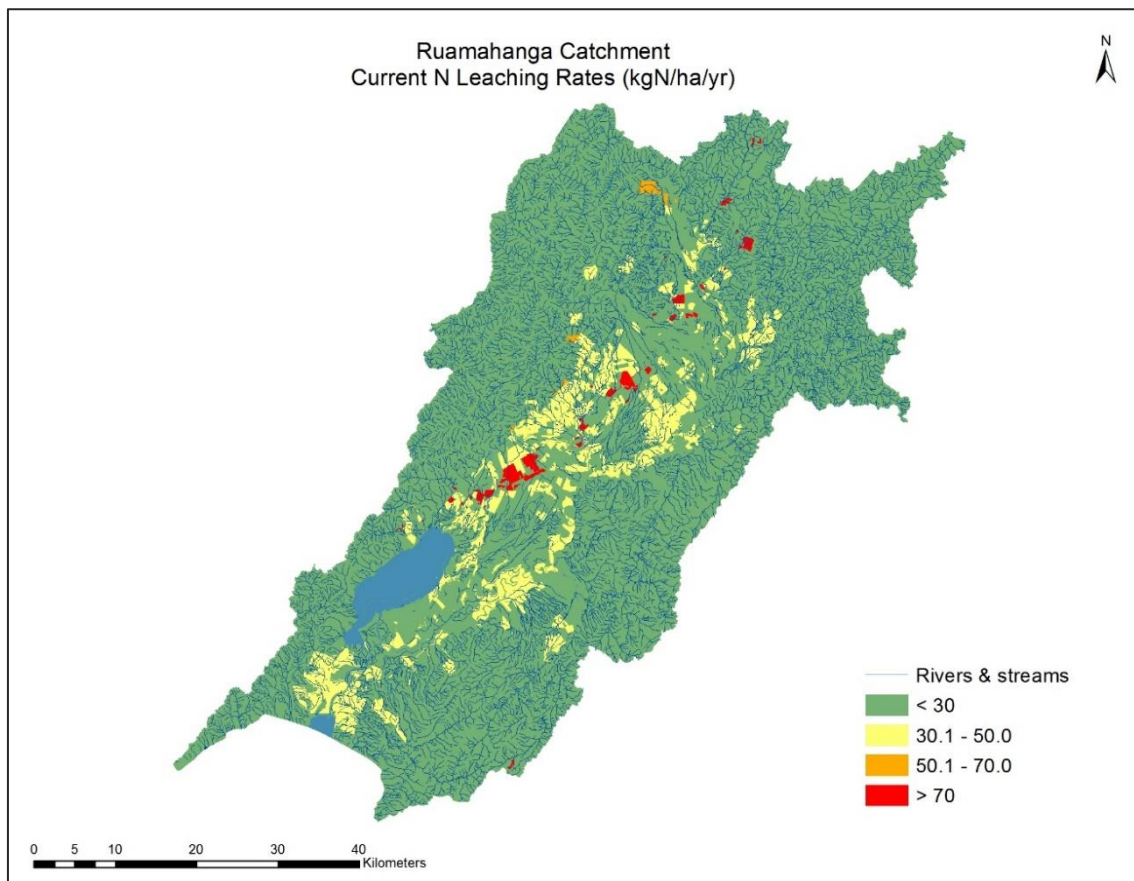 Ruamahanga Catchment
Current N Leaching Rates (kgN/ha/yr)
N
Rivers & streams
< 30
30.1 - 50.0
50.1 - 70.0
> 70
0 5 10 20 30 40
Kilometers